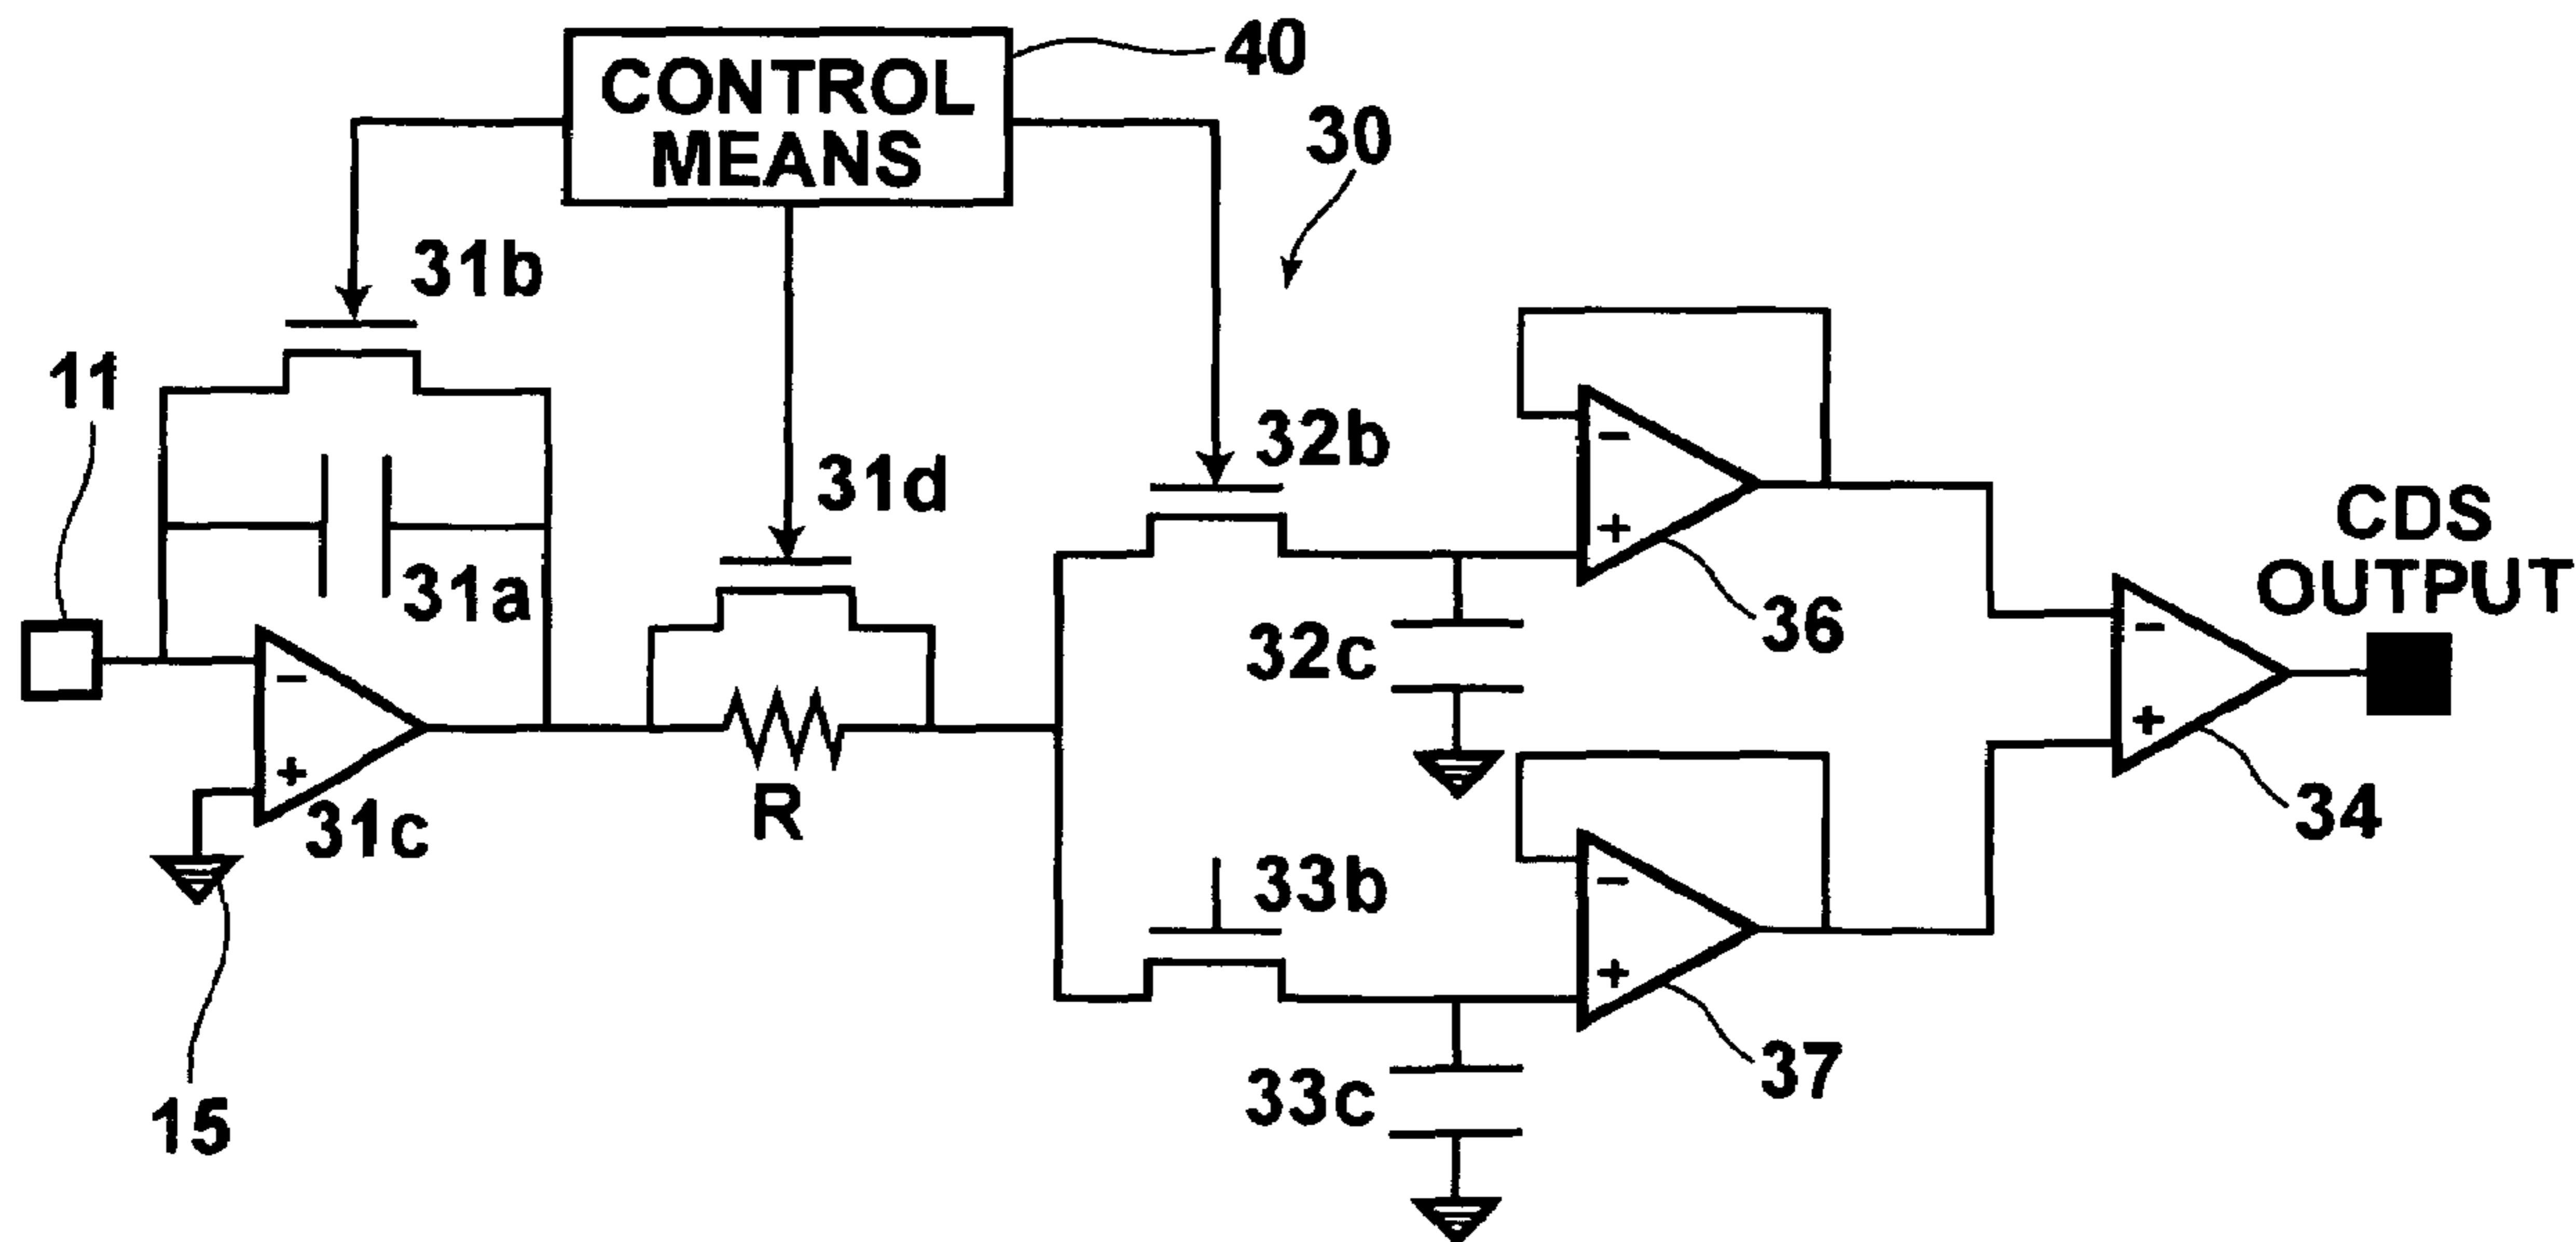 40
CONTROL
MEANS
30
31b
11
32b
31d
CDS
OUTPUT
−
+
31a
36
32c
−
+
−
+
31c
R
34
33b
−
+
37
33c
15